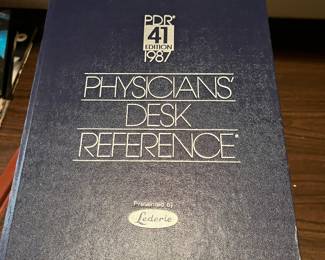 PDR®
41
EDITION
1987
PHYSICIANS'
DESK
REFERENCE®
Presented by
Lederle